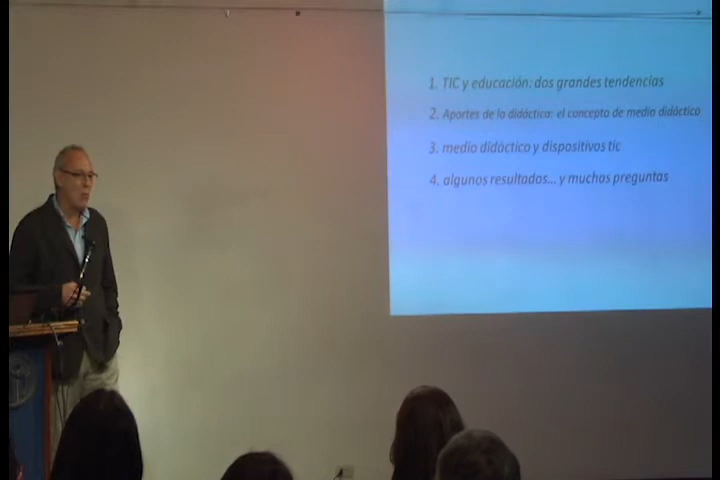 1. TIC y educación: dos grandes tendencias
2. Aportes de la didáctica: el concepto de medio didáctico
3. medio didáctico y dispositivos tic
4. algunos resultados... y muchas preguntas